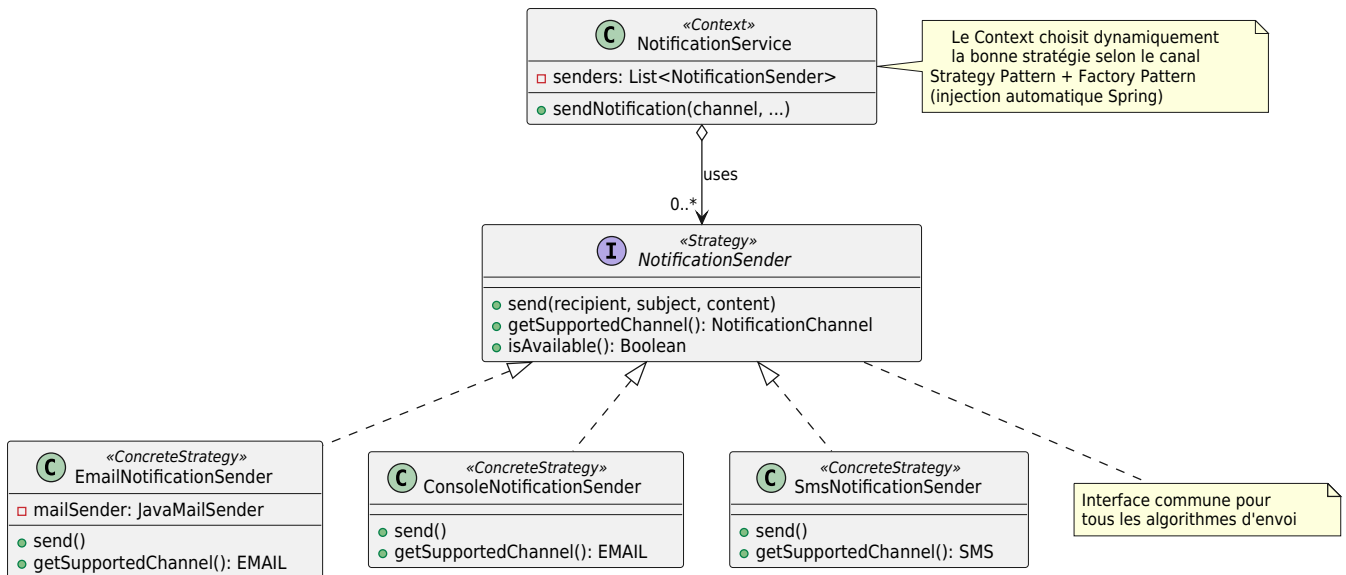 C
«Context»
NotificationService
senders: List<NotificationSender>
sendNotification(channel, ...)
Le Context choisit dynamiquement
la bonne stratégie selon le canal
Strategy Pattern + Factory Pattern
(injection automatique Spring)
uses
0..*
I
«Strategy»
NotificationSender
send(recipient, subject, content)
getSupportedChannel(): NotificationChannel
isAvailable(): Boolean
C
«ConcreteStrategy»
EmailNotificationSender
mailSender: JavaMailSender
send()
getSupportedChannel(): EMAIL
C
«ConcreteStrategy»
ConsoleNotificationSender
send()
getSupportedChannel(): EMAIL
C
«ConcreteStrategy»
SmsNotificationSender
send()
getSupportedChannel(): SMS
Interface commune pour
tous les algorithmes d'envoi